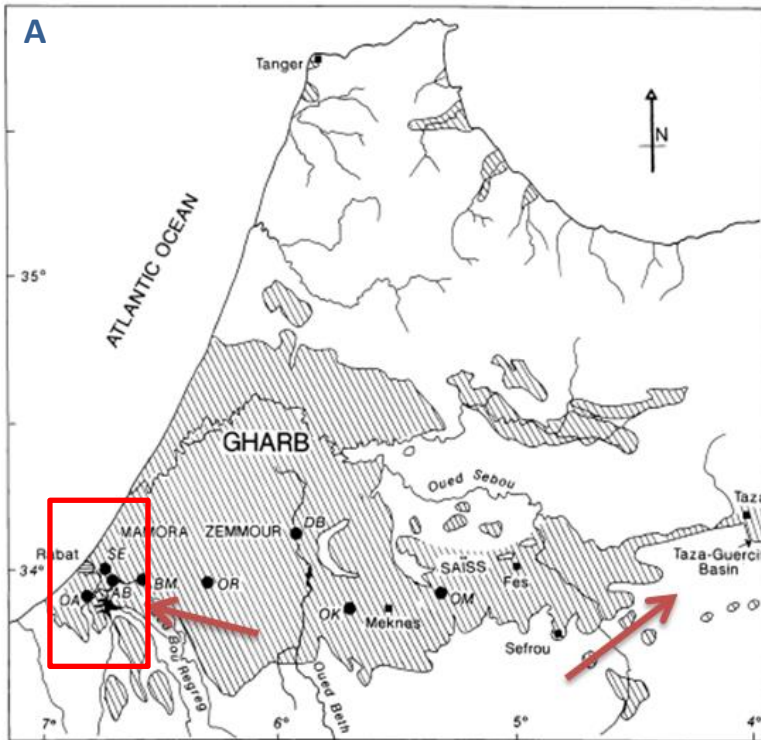 A
Tanger
N
ATLANTIC OCEAN
35°
GHARB
Oued Sebou
MAMORA
ZEMMOUR
DB
Taza
Rabat
SE
34°
SAÏSS
Fes
Taza-Guercif
Basin
OA
AB
BM
OR
OK
Meknes
OM
Sefrou
Bou Regreg
Oued Beth
7°
6°
5°
4°